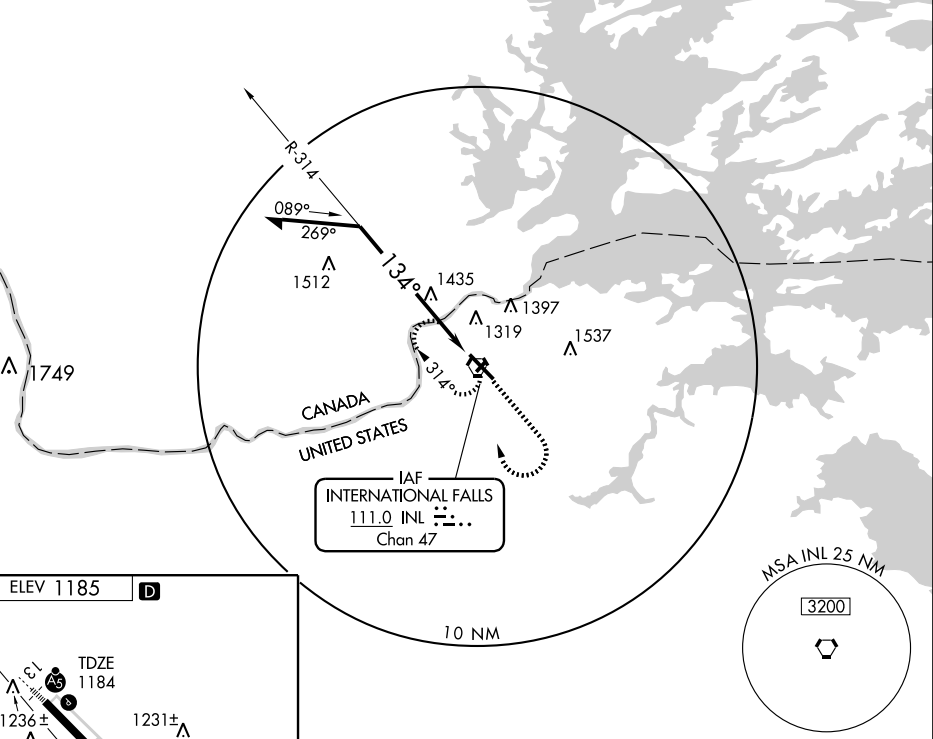 R-314
089°
269°
1512
134°
1435
1397
1319
1537
1749
314°
CANADA
UNITED STATES
IAF
INTERNATIONAL FALLS
111.0 INL
Chan 47
10 NM
MSA INL 25 NM
3200
ELEV 1185 D
13
A5
TDZE
1184
1236±
1231±